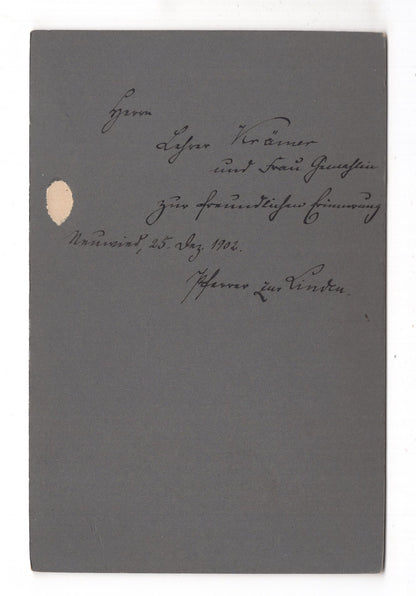 Herrn
Lehrer Krämer
und Frau Gemahlin
zur freundlichen Erinnerung
Neuwied, 25. Dez. 1902.
Pfarrer zur Linden.